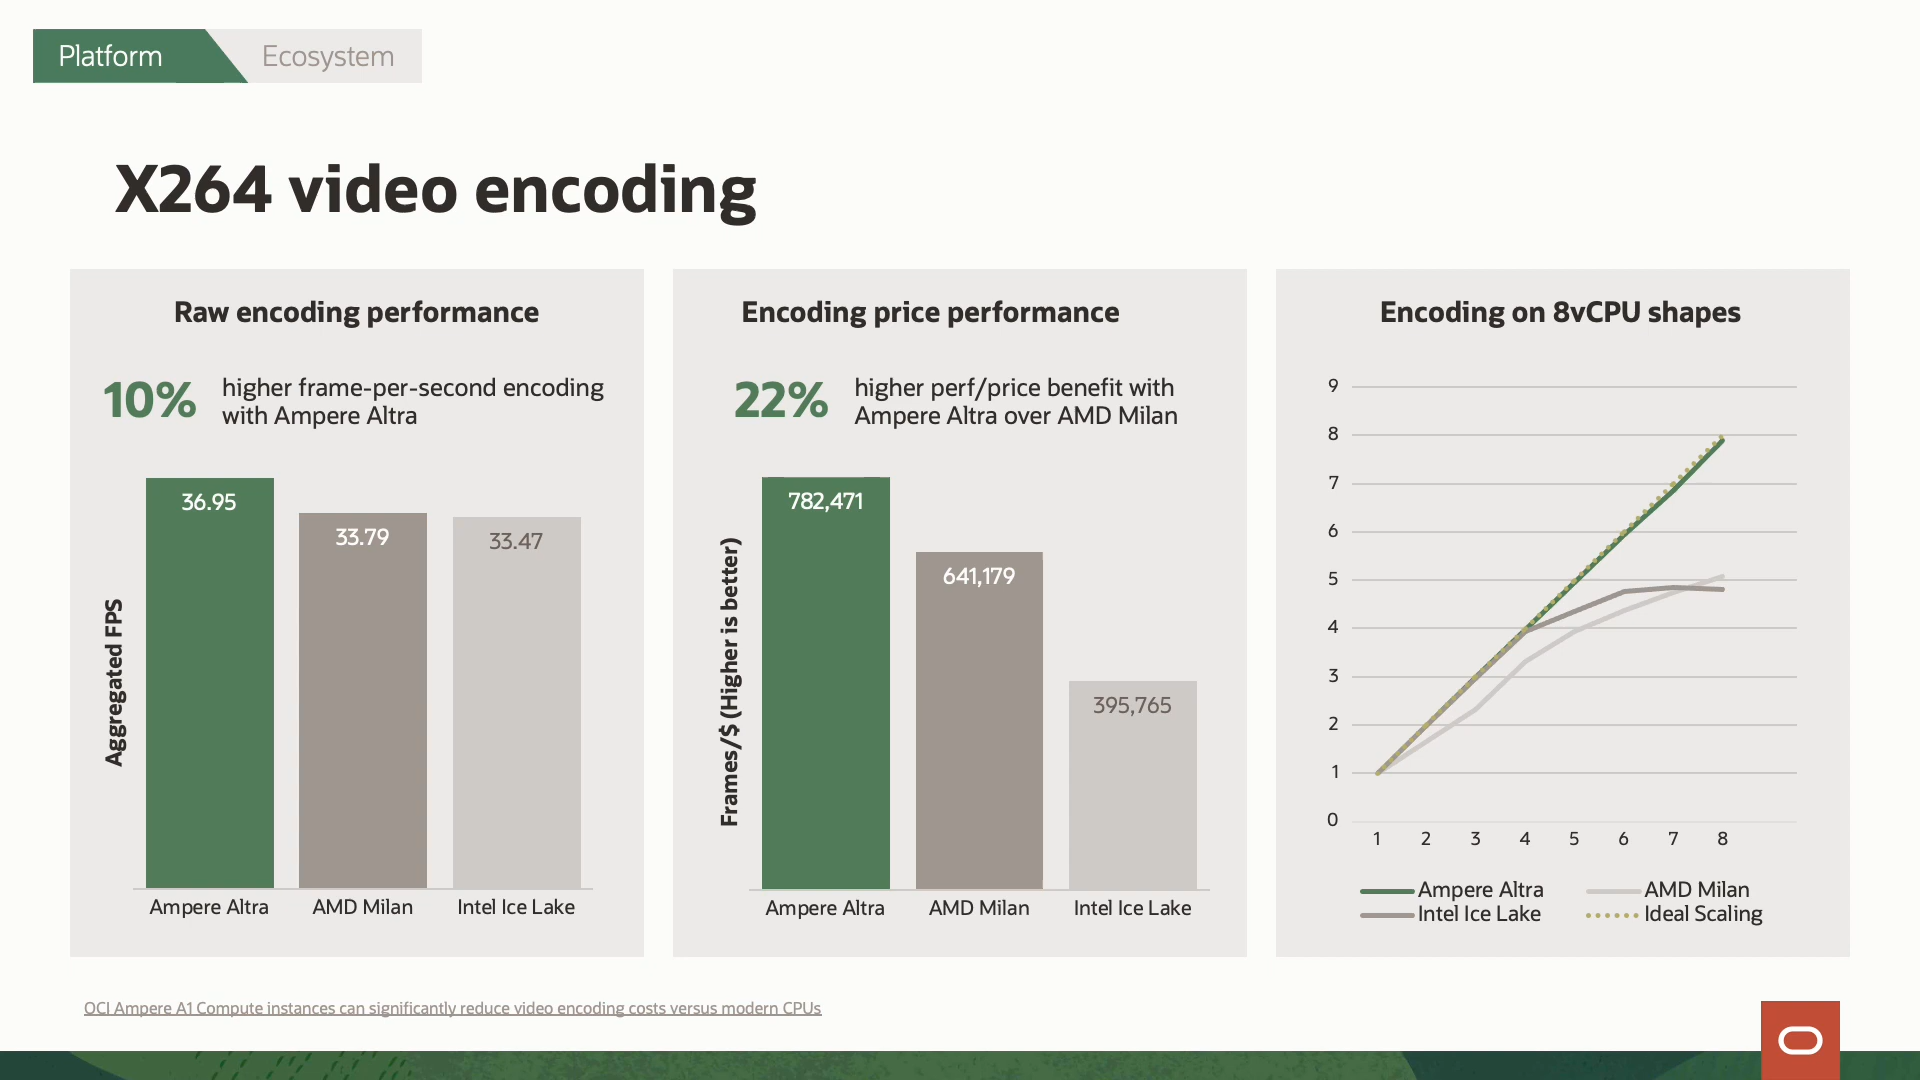 Platform
Ecosystem
X264 video encoding
Raw encoding performance
10%
higher frame-per-second encoding
with Ampere Altra
Aggregated FPS
36.95
33.79
33.47
Ampere Altra
AMD Milan
Intel Ice Lake
Encoding price performance
22%
higher perf/price benefit with
Ampere Altra over AMD Milan
Frames/$ (Higher is better)
782,471
641,179
395,765
Ampere Altra
AMD Milan
Intel Ice Lake
Encoding on 8vCPU shapes
9
8
7
6
5
4
3
2
1
0
1 2 3 4 5 6 7 8
Ampere Altra
AMD Milan
Intel Ice Lake
Ideal Scaling
OCI Ampere A1 Compute instances can significantly reduce video encoding costs versus modern CPUs